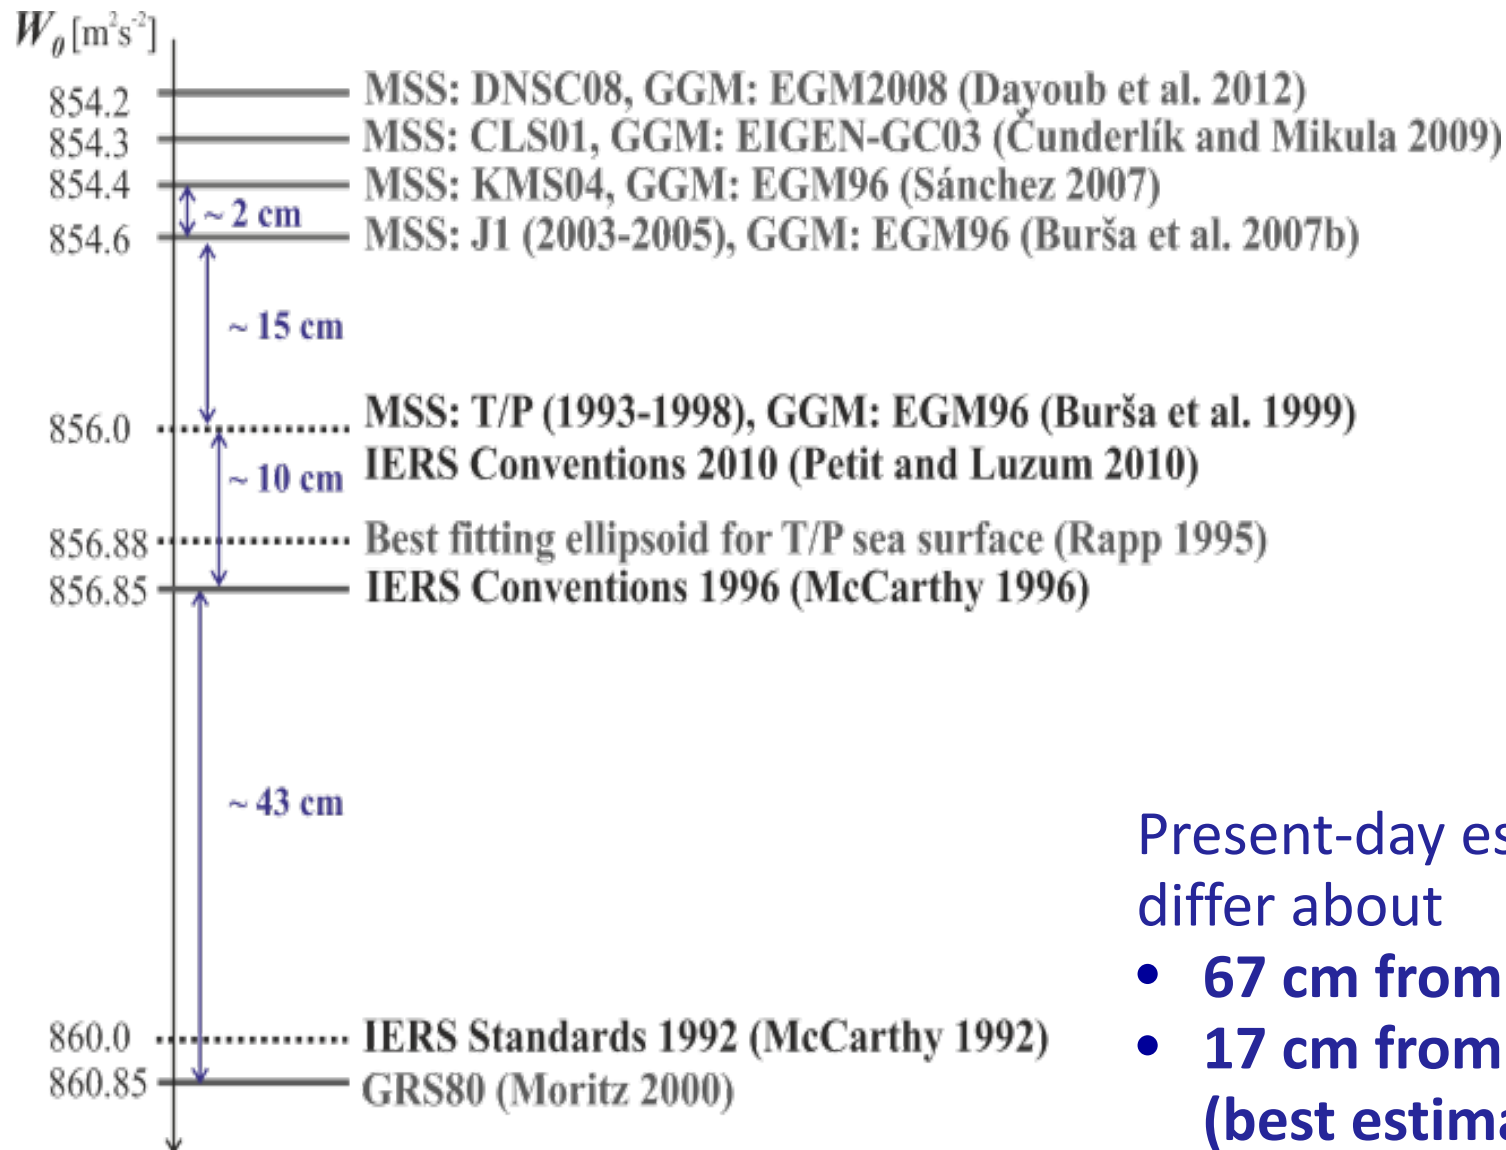 W₀ [m²s⁻²]
854.2 MSS: DNSC08, GGM: EGM2008 (Dayoub et al. 2012)
854.3 MSS: CLS01, GGM: EIGEN-GC03 (Čunderlík and Mikula 2009)
854.4 MSS: KMS04, GGM: EGM96 (Sánchez 2007)
~ 2 cm
854.6 MSS: J1 (2003-2005), GGM: EGM96 (Burša et al. 2007b)
~ 15 cm
856.0 MSS: T/P (1993-1998), GGM: EGM96 (Burša et al. 1999)
IERS Conventions 2010 (Petit and Luzum 2010)
~ 10 cm
856.88 Best fitting ellipsoid for T/P sea surface (Rapp 1995)
856.85 IERS Conventions 1996 (McCarthy 1996)
~ 43 cm
Present-day es
differ about
• 67 cm from
• 17 cm from
(best estima
860.0 IERS Standards 1992 (McCarthy 1992)
860.85 GRS80 (Moritz 2000)